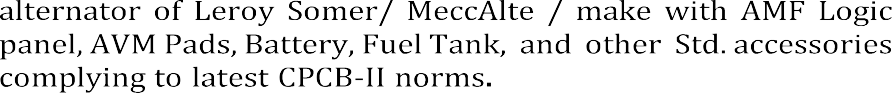 alternator of Leroy Somer/ MeccAlte / make with AMF Logic
panel, AVM Pads, Battery, Fuel Tank, and other Std. accessories
complying to latest CPCB-II norms.